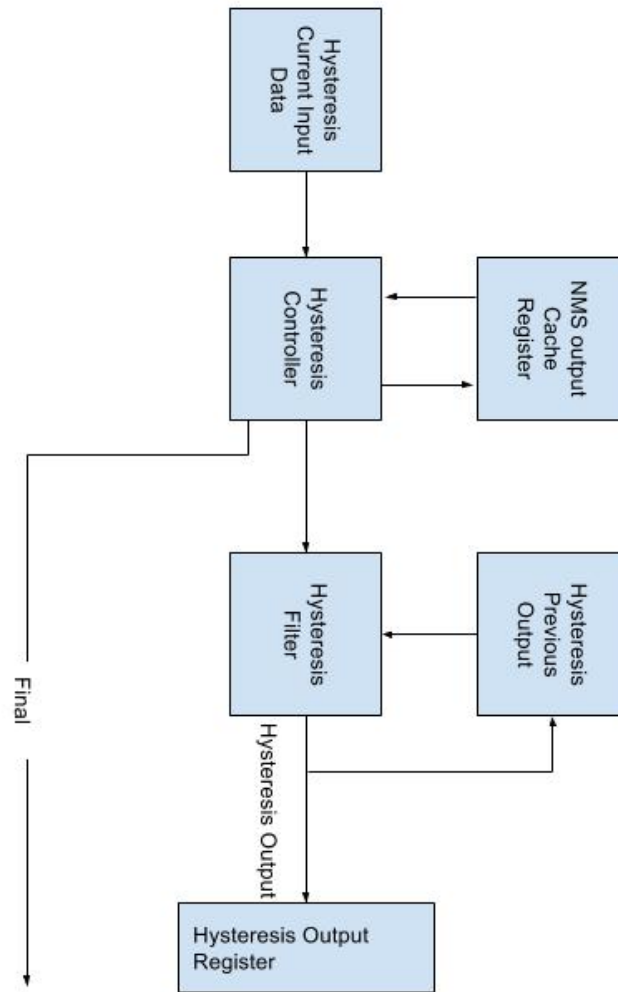 Hysteresis
Current Input
Data
Hysteresis
Controller
NMS output
Cache
Register
Hysteresis
Filter
Hysteresis
Previous
Output
Final
Hysteresis Output
Hysteresis Output
Register